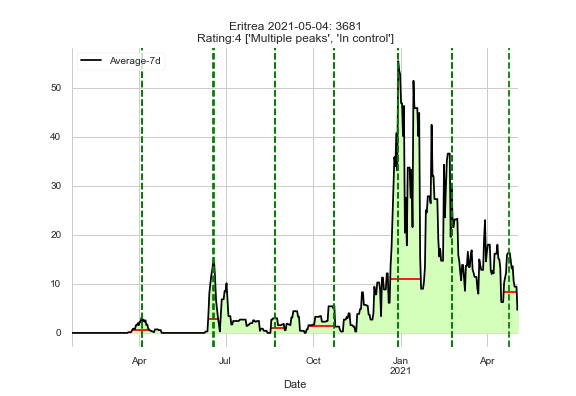 Eritrea 2021-05-04: 3681
Rating:4 ['Multiple peaks', 'In control']
Average-7d
50
40
30
20
10
0
Apr
Jul
Oct
Jan
2021
Apr
Date